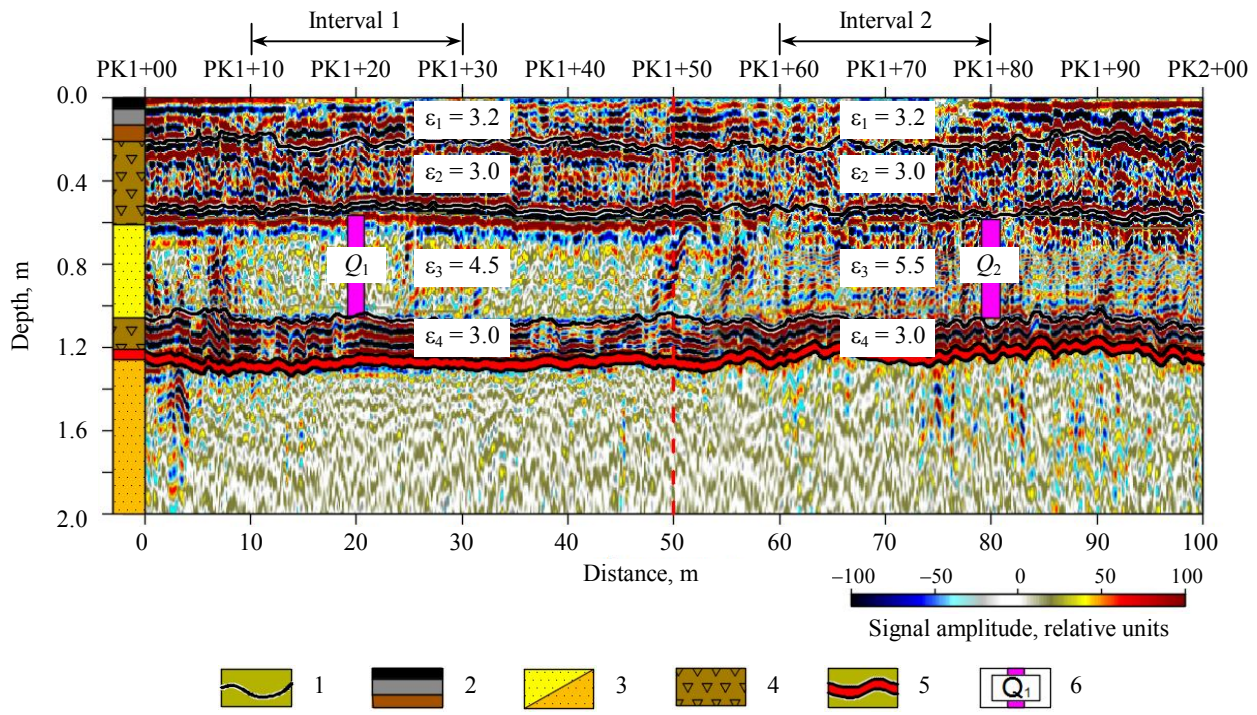 Interval 1 Interval 2
PK1+00 PK1+10 PK1+20 PK1+30 PK1+40 PK1+50 PK1+60 PK1+70 PK1+80 PK1+90 PK2+00
0.0
ε₁ = 3.2 ε₁ = 3.2
ε₂ = 3.0 ε₂ = 3.0
0.4
0.8
Q₁ ε₃ = 4.5 ε₃ = 5.5 Q₂
Depth, m
1.2
ε₄ = 3.0 ε₄ = 3.0
1.6
2.0
0 10 20 30 40 50 60 70 80 90 100
Distance, m
–100 –50 0 50 100
Signal amplitude, relative units
1 2 3 4 5 Q₁ 6